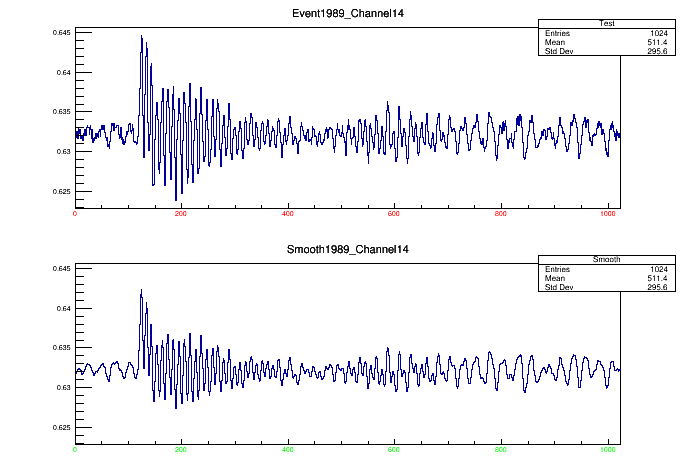 Event1989_Channel14
Test
Entries 1024
Mean 511.4
Std Dev 295.6
0.645
0.64
0.635
0.63
0.625
0 200 400 600 800 1000
Smooth1989_Channel14
Smooth
Entries 1024
Mean 511.4
Std Dev 295.6
0.645
0.64
0.635
0.63
0.625
0 200 400 600 800 1000